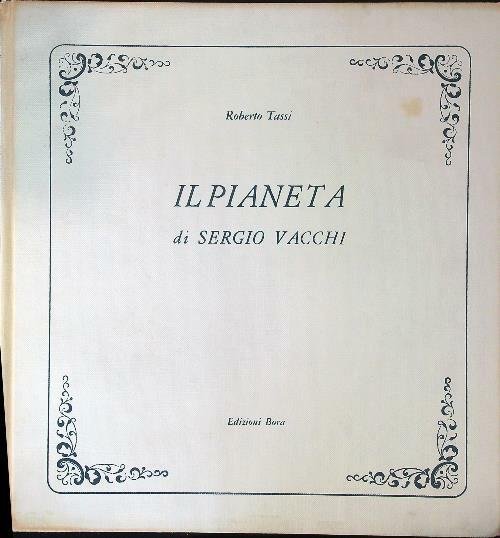 Roberto Tassi
IL PIANETA
di SERGIO VACCHI
Edizioni Bora